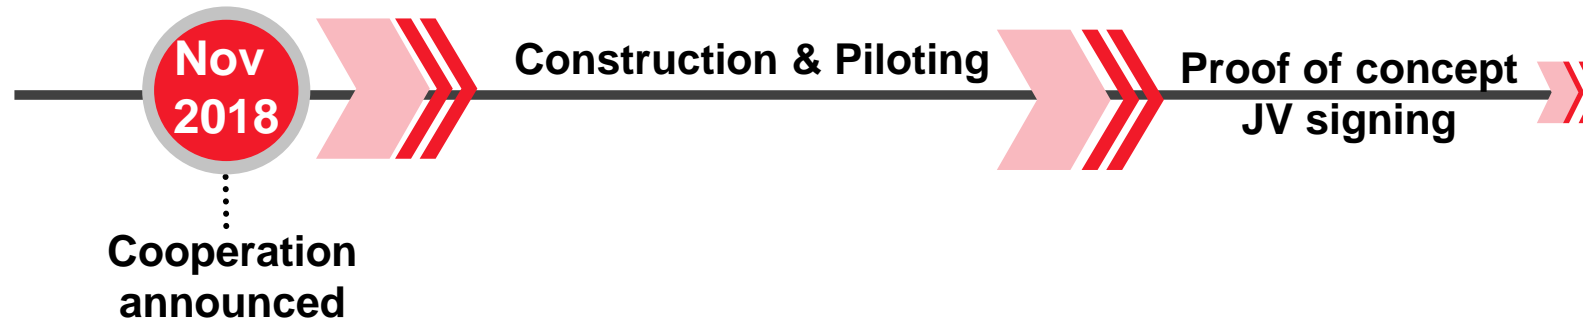 Nov
2018
Cooperation
announced
Construction & Piloting
Proof of concept
JV signing